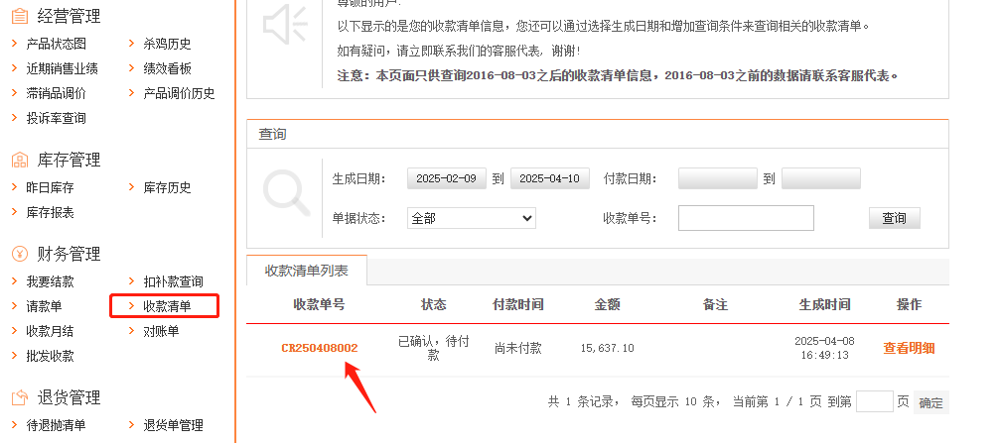 经营管理
产品状态图
杀鸡历史
近期销售业绩
绩效看板
滞销品调价
产品调价历史
投诉率查询
库存管理
昨日库存
库存历史
库存报表
财务管理
我要结款
扣补款查询
请款单
收款清单
收款月结
对账单
批发收款
退货管理
待退抛清单
退货单管理
尊敬的用户:
以下显示的是您的收款清单信息，您还可以通过选择生成日期和增加查询条件来查询相关的收款清单。
如有疑问，请立即联系我们的客服代表, 谢谢!
注意：本页面只供查询2016-08-03之后的收款清单信息，2016-08-03之前的数据请联系客服代表。
查询
生成日期: 2025-02-09 到 2025-04-10 付款日期: 到
单据状态: 全部 收款单号: 查询
收款清单列表
收款单号 状态 付款时间 金额 备注 生成时间 操作
CR250408002 已确认，待付款 尚未付款 15,637.10 2025-04-08 16:49:13 查看明细
共 1 条记录， 每页显示 10 条， 当前第 1 / 1 页 到第 页 确定